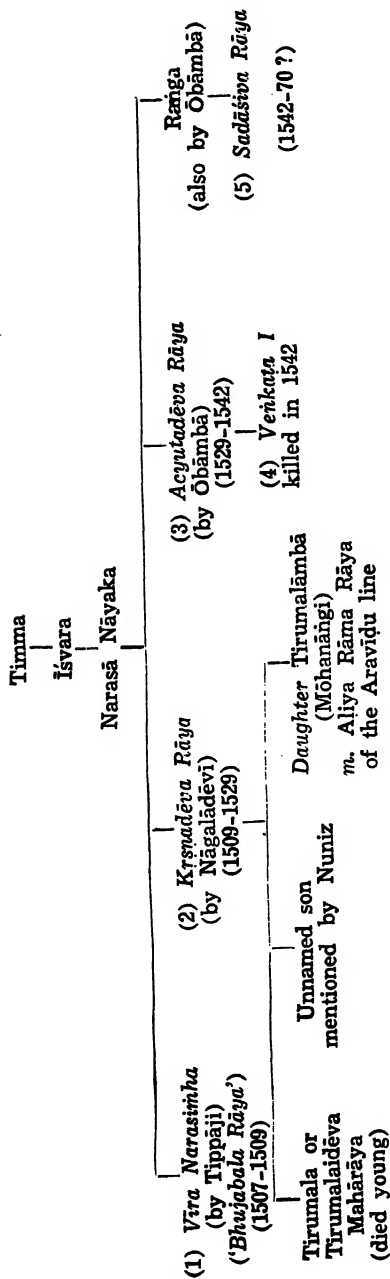 Timma
Īśvara
Narasā Nāyaka
(1) Vīra Narasiṁha
(by Tippāji)
('Bhujabala Rāya')
(1507-1509)
(2) Kṛṣṇadēva Rāya
(by Nāgalādēvī)
(1509-1529)
(3) Acyutadēva Rāya
(by Ōbāmbā)
(1529-1542)
Raṅga
(also by Ōbāmbā)
(4) Veṅkaṭa I
killed in 1542
(5) Sadāśiva Rāya
(1542-70 ?)
Tirumala or
Tirumalaidēva
Mahārāya
(died young)
Unnamed son
mentioned by Nuniz
Daughter Tirumalāmbā
(Mōhanāṅgi)
m. Aḷiya Rāma Rāya
of the Aravīḍu line